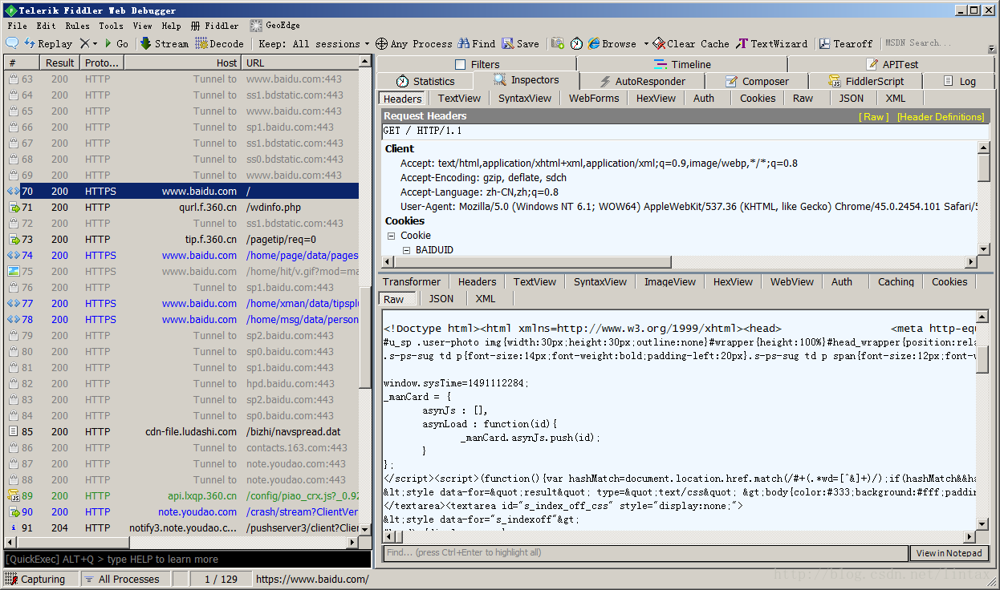 Telerik Fiddler Web Debugger
File Edit Rules Tools View Help Fiddler GeoEdge
Replay Go Stream Decode Keep: All sessions Any Process Find Save Browse Clear Cache TextWizard Tearoff MSDN Search...
# Result Proto... Host URL
63 200 HTTP Tunnel to www.baidu.com:443
64 200 HTTP Tunnel to ss1.bdstatic.com:443
65 200 HTTP Tunnel to www.baidu.com:443
66 200 HTTP Tunnel to sp1.baidu.com:443
67 200 HTTP Tunnel to ss1.bdstatic.com:443
68 200 HTTP Tunnel to ss0.bdstatic.com:443
69 200 HTTP Tunnel to www.baidu.com:443
70 200 HTTPS www.baidu.com /
71 200 HTTP qurl.f.360.cn /wdinfo.php
72 200 HTTP Tunnel to ss1.bdstatic.com:443
73 200 HTTP tip.f.360.cn /pagetip/req=0
74 200 HTTPS www.baidu.com /home/page/data/pages
75 200 HTTPS www.baidu.com /home/hit/v.gif?mod=ma
76 200 HTTP Tunnel to sp1.baidu.com:443
77 200 HTTPS www.baidu.com /home/xman/data/tipsplu
78 200 HTTPS www.baidu.com /home/msg/data/person
79 200 HTTP Tunnel to sp2.baidu.com:443
80 200 HTTP Tunnel to sp0.baidu.com:443
81 200 HTTP Tunnel to sp1.baidu.com:443
82 200 HTTP Tunnel to hpd.baidu.com:443
83 200 HTTP Tunnel to sp2.baidu.com:443
84 200 HTTP Tunnel to sp0.baidu.com:443
85 200 HTTP cdn-file.ludashi.com /bizhi/navspread.dat
86 200 HTTP Tunnel to contacts.163.com:443
87 200 HTTP Tunnel to note.youdao.com:443
88 200 HTTP Tunnel to note.youdao.com:443
89 200 HTTP api.lxqp.360.cn /config/piao_crx.js?_0.92
90 200 HTTP note.youdao.com /crash/stream?ClientVer
91 204 HTTP notify3.note.youdao.c... /pushserver3/client?Clie
[QuickExec] ALT+Q > type HELP to learn more
Filters Timeline APITest
Statistics Inspectors AutoResponder Composer FiddlerScript Log
Headers TextView SyntaxView WebForms HexView Auth Cookies Raw JSON XML
Request Headers [ Raw ] [Header Definitions]
GET / HTTP/1.1
Client
Accept: text/html,application/xhtml+xml,application/xml;q=0.9,image/webp,*/*;q=0.8
Accept-Encoding: gzip, deflate, sdch
Accept-Language: zh-CN,zh;q=0.8
User-Agent: Mozilla/5.0 (Windows NT 6.1; WOW64) AppleWebKit/537.36 (KHTML, like Gecko) Chrome/45.0.2454.101 Safari/5
Cookies
Cookie
BAIDUID
Transformer Headers TextView SyntaxView ImageView HexView WebView Auth Caching Cookies
Raw JSON XML
<!Doctype html><html xmlns=http://www.w3.org/1999/xhtml><head> <meta http-equ
#u_sp .user-photo img{width:30px;height:30px;outline:none}#wrapper{height:100%}#head_wrapper{position:rela
.s-ps-sug td p{font-size:14px;font-weight:bold;padding-left:20px}.s-ps-sug td p span{font-size:12px;font-w
window.sysTime=1491112284;
_manCard = {
asynJs : [],
asynLoad : function(id){
_manCard.asynJs.push(id);
}
};
</script><script>(function(){var hashMatch=document.location.href.match(/#+(.*wd=[^&]+)/);if(hashMatch&&ha
&lt;style data-for=&quot;result&quot; type=&quot;text/css&quot; &gt;body{color:#333;background:#fff;paddin
</textarea><textarea id="s_index_off_css" style="display:none;">
&lt;style data-for="s_indexoff"&gt;
Find... (press Ctrl+Enter to highlight all) View in Notepad
Capturing All Processes 1 / 129 https://www.baidu.com/
http://blog.csdn.net/lintax